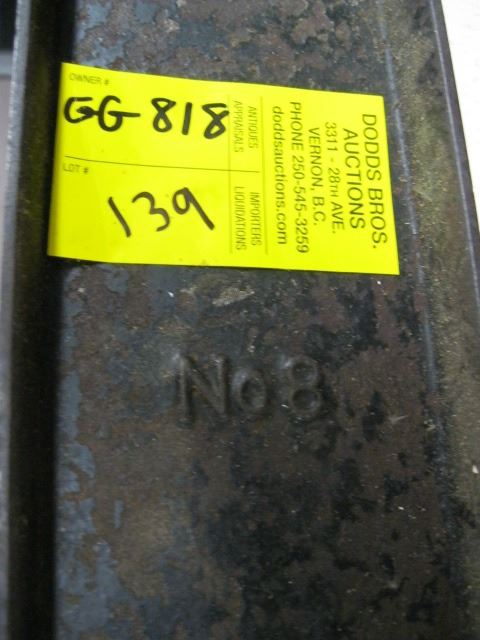 OWNER #
GG-818
LOT #
139
ANTIQUES
APPRAISALS
IMPORTERS
LIQUIDATIONS
DODDS BROS.
AUCTIONS
3311 - 28TH AVE.
VERNON, B.C.
PHONE 250-545-3259
doddsauctions.com
No 8